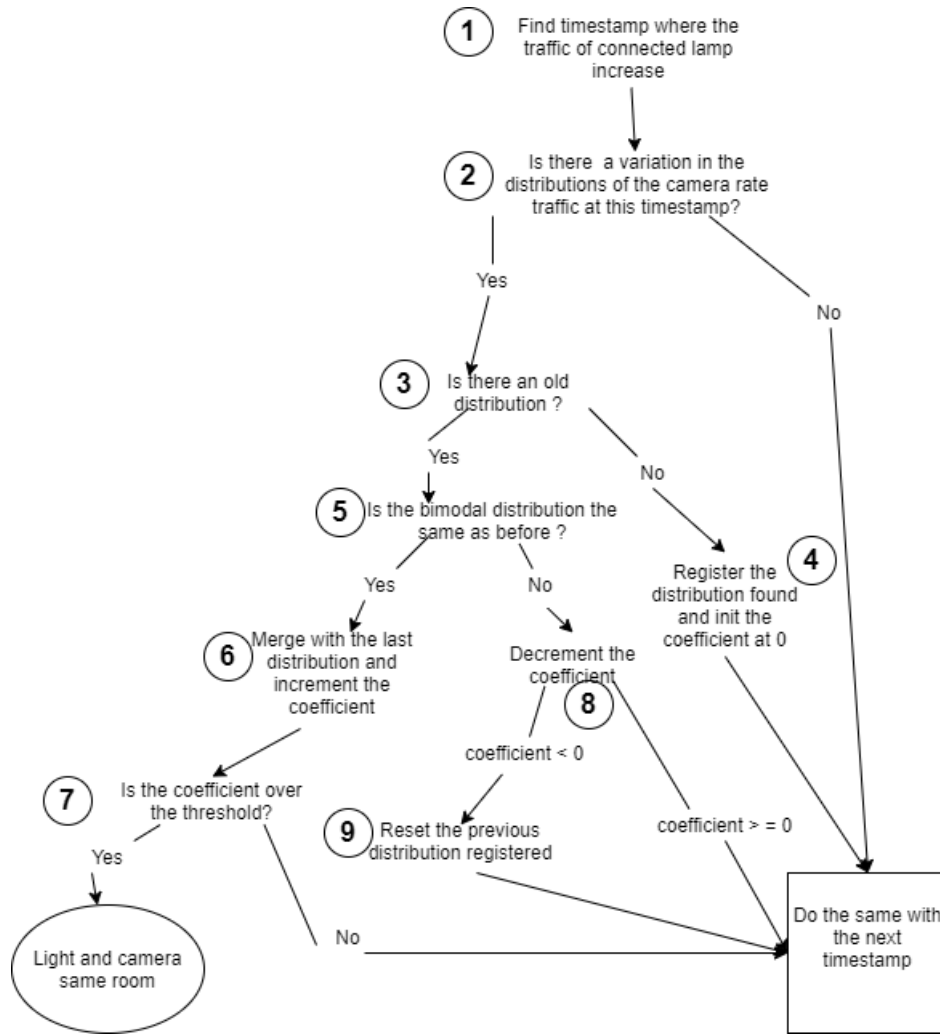 1
Find timestamp where the
traffic of connected lamp
increase
2
Is there a variation in the
distributions of the camera rate
traffic at this timestamp?
Yes
No
3
Is there an old
distribution ?
Yes
No
5
Is the bimodal distribution the
same as before ?
4
Register the
distribution found
and init the
coefficient at 0
Yes
No
6
Merge with the last
distribution and
increment the
coefficient
Decrement the
coefficient
8
coefficient < 0
7
Is the coefficient over
the threshold?
9
Reset the previous
distribution registered
coefficient > = 0
Yes
No
Light and camera
same room
Do the same with
the next
timestamp